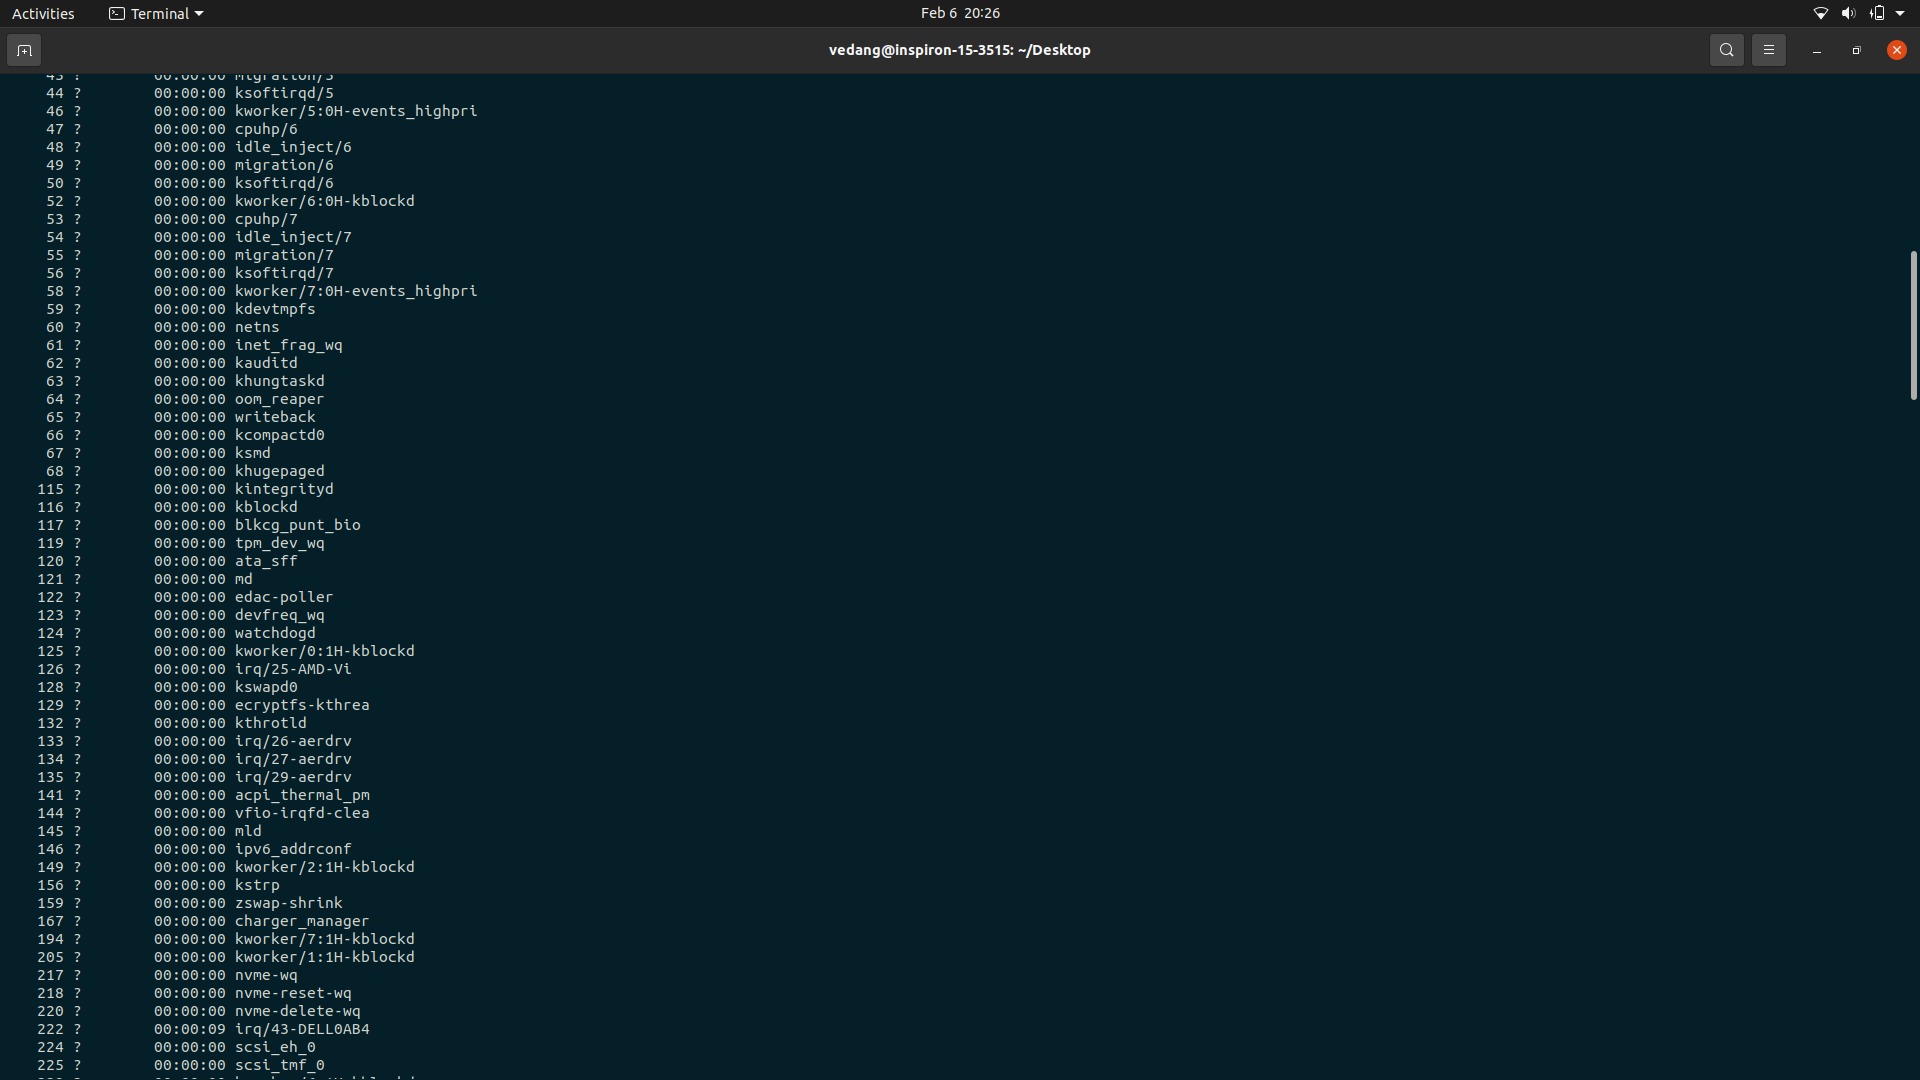 Activities Terminal Feb 6 20:26
vedang@inspiron-15-3515: ~/Desktop
43 ? 00:00:00 migration/5
44 ? 00:00:00 ksoftirqd/5
46 ? 00:00:00 kworker/5:0H-events_highpri
47 ? 00:00:00 cpuhp/6
48 ? 00:00:00 idle_inject/6
49 ? 00:00:00 migration/6
50 ? 00:00:00 ksoftirqd/6
52 ? 00:00:00 kworker/6:0H-kblockd
53 ? 00:00:00 cpuhp/7
54 ? 00:00:00 idle_inject/7
55 ? 00:00:00 migration/7
56 ? 00:00:00 ksoftirqd/7
58 ? 00:00:00 kworker/7:0H-events_highpri
59 ? 00:00:00 kdevtmpfs
60 ? 00:00:00 netns
61 ? 00:00:00 inet_frag_wq
62 ? 00:00:00 kauditd
63 ? 00:00:00 khungtaskd
64 ? 00:00:00 oom_reaper
65 ? 00:00:00 writeback
66 ? 00:00:00 kcompactd0
67 ? 00:00:00 ksmd
68 ? 00:00:00 khugepaged
115 ? 00:00:00 kintegrityd
116 ? 00:00:00 kblockd
117 ? 00:00:00 blkcg_punt_bio
119 ? 00:00:00 tpm_dev_wq
120 ? 00:00:00 ata_sff
121 ? 00:00:00 md
122 ? 00:00:00 edac-poller
123 ? 00:00:00 devfreq_wq
124 ? 00:00:00 watchdogd
125 ? 00:00:00 kworker/0:1H-kblockd
126 ? 00:00:00 irq/25-AMD-Vi
128 ? 00:00:00 kswapd0
129 ? 00:00:00 ecryptfs-kthrea
132 ? 00:00:00 kthrotld
133 ? 00:00:00 irq/26-aerdrv
134 ? 00:00:00 irq/27-aerdrv
135 ? 00:00:00 irq/29-aerdrv
141 ? 00:00:00 acpi_thermal_pm
144 ? 00:00:00 vfio-irqfd-clea
145 ? 00:00:00 mld
146 ? 00:00:00 ipv6_addrconf
149 ? 00:00:00 kworker/2:1H-kblockd
156 ? 00:00:00 kstrp
159 ? 00:00:00 zswap-shrink
167 ? 00:00:00 charger_manager
194 ? 00:00:00 kworker/7:1H-kblockd
205 ? 00:00:00 kworker/1:1H-kblockd
217 ? 00:00:00 nvme-wq
218 ? 00:00:00 nvme-reset-wq
220 ? 00:00:00 nvme-delete-wq
222 ? 00:00:09 irq/43-DELL0AB4
224 ? 00:00:00 scsi_eh_0
225 ? 00:00:00 scsi_tmf_0